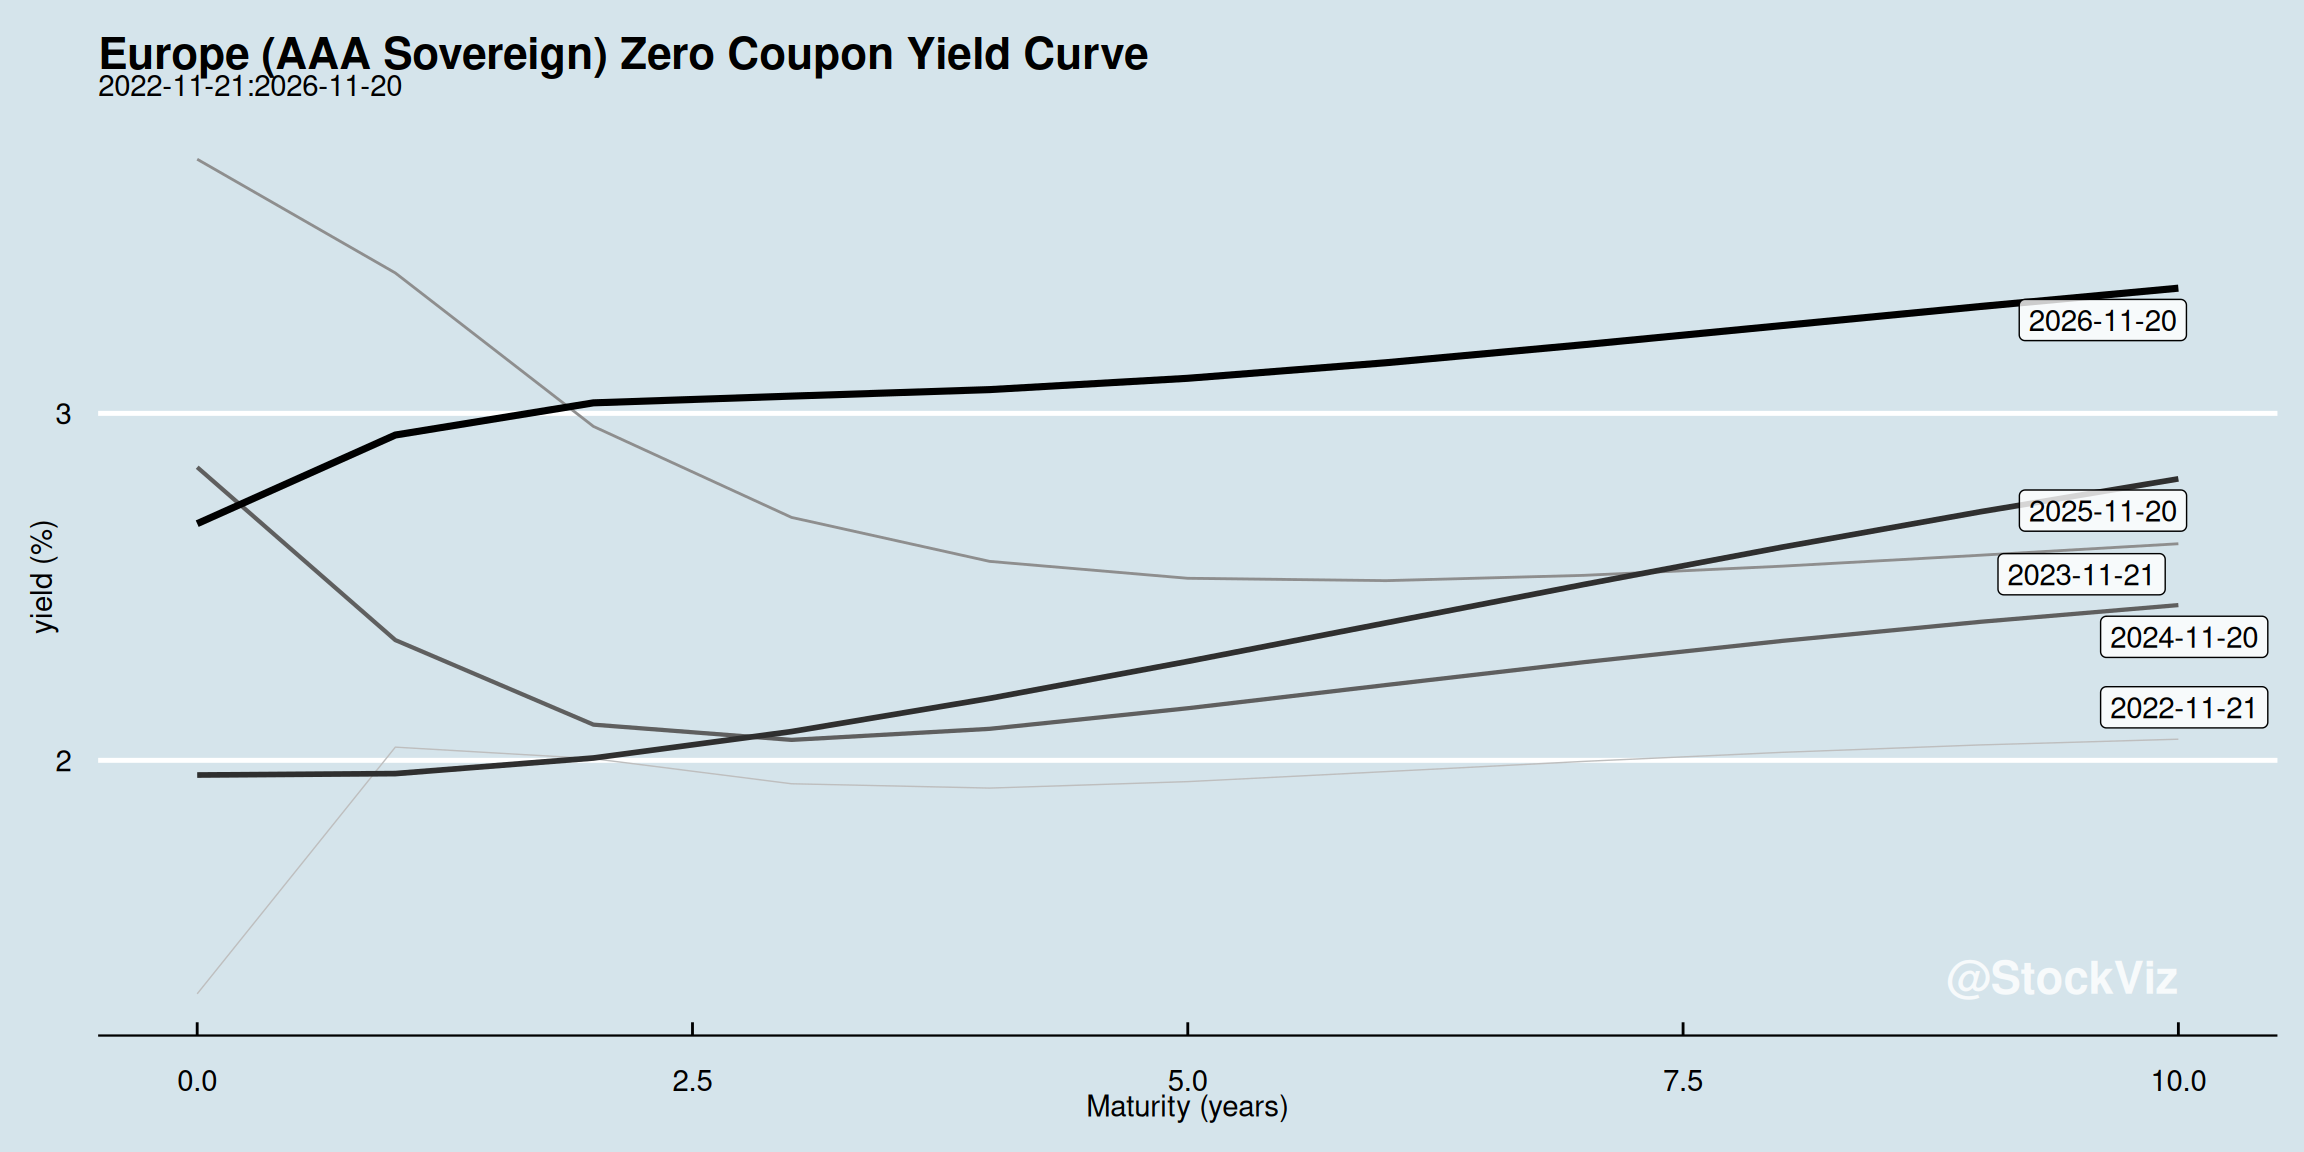 Europe (AAA Sovereign) Zero Coupon Yield Curve
2022-11-21:2026-11-20
yield (%)
3
2
2026-11-20
2025-11-20
2023-11-21
2024-11-20
2022-11-21
@StockViz
0.0 2.5 5.0 7.5 10.0
Maturity (years)